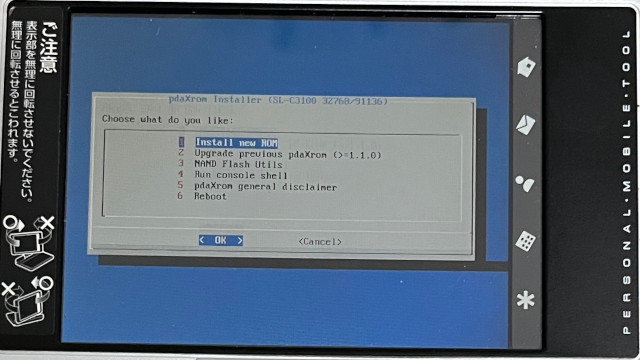 ご注意
表示部を無理に回転させないでください。
無理に回転させるとこわれます。
pdaXrom Installer (SL-C3100 32768/91136)
Choose what do you like:
1 Install new ROM
2 Upgrade previous pdaXrom (>=1.1.0)
3 NAND Flash Utils
4 Run console shell
5 pdaXrom general disclaimer
6 Reboot
< OK > <Cancel>
PERSONAL·MOBILE·TOOL